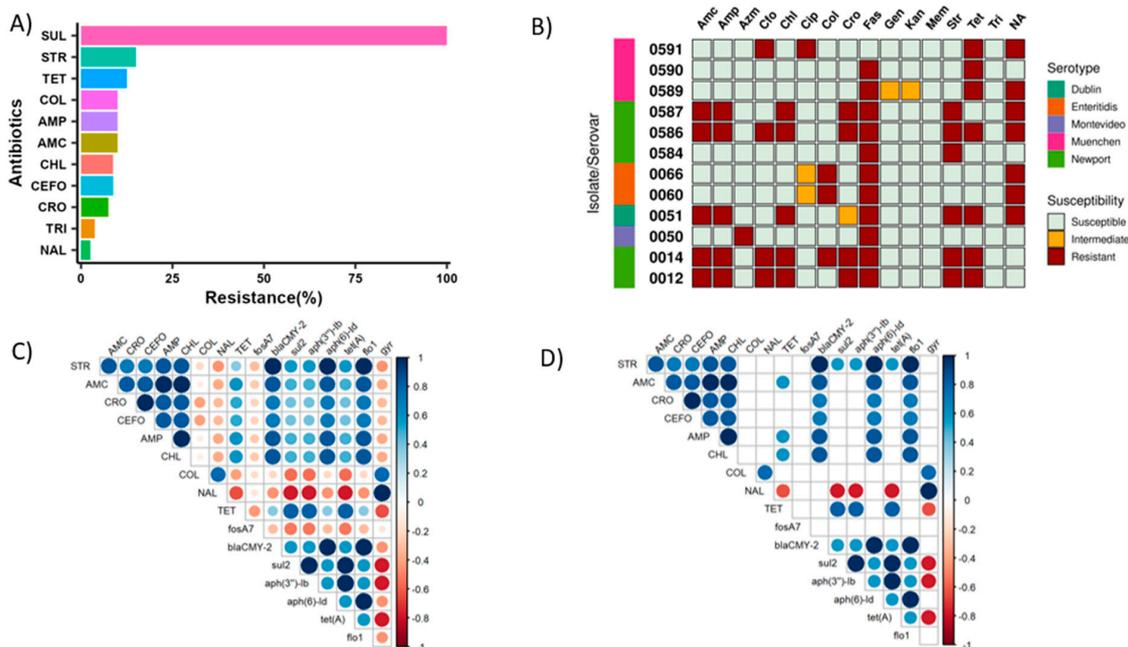 A)
SUL
STR
TET
COL
AMP
AMC
CHL
CEFO
CRO
TRI
NAL
Antibiotics
0 25 50 75 100
Resistance(%)
B)
Amc Amp Azm Cfo Chl Cip Col Cro Fas Gen Kan Mem Str Tet Tri NA
0591
0590
0589
0587
0586
0584
0066
0060
0051
0050
0014
0012
Isolate/Serovar
Serotype
Dublin
Enteritidis
Montevideo
Muenchen
Newport
Susceptibility
Susceptible
Intermediate
Resistant
C)
AMC CRO CEFO AMP CHL COL NAL TET fosA7 blaCMY-2 sul2 aph(3")-Ib aph(6)-Id tet(A) flo1 gyr
STR
AMC
CRO
CEFO
AMP
CHL
COL
NAL
TET
fosA7
blaCMY-2
sul2
aph(3")-Ib
aph(6)-Id
tet(A)
flo1
1
0.8
0.6
0.4
0.2
0
-0.2
-0.4
-0.6
-0.8
-1
D)
AMC CRO CEFO AMP CHL COL NAL TET fosA7 blaCMY-2 sul2 aph(3")-Ib aph(6)-Id tet(A) flo1 gyr
STR
AMC
CRO
CEFO
AMP
CHL
COL
NAL
TET
fosA7
blaCMY-2
sul2
aph(3")-Ib
aph(6)-Id
tet(A)
flo1
1
0.8
0.6
0.4
0.2
0
-0.2
-0.4
-0.6
-0.8
-1